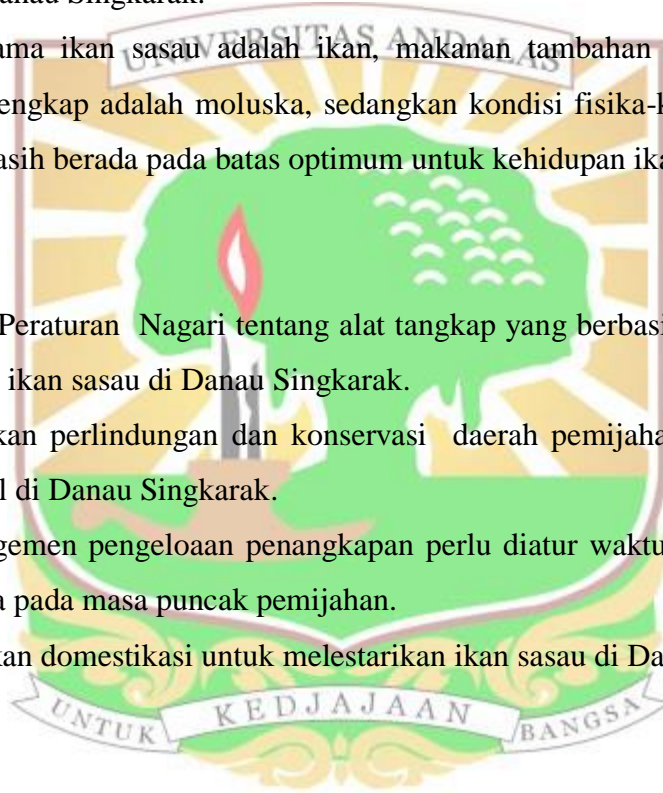 anau Singkarak.
UNIVERSITAS ANDALAS
ama ikan sasau adalah ikan, makanan tambahan
engkap adalah moluska, sedangkan kondisi fisika-k
asih berada pada batas optimum untuk kehidupan ika
Peraturan Nagari tentang alat tangkap yang berbasi
ikan sasau di Danau Singkarak.
kan perlindungan dan konservasi daerah pemijaha
l di Danau Singkarak.
gemen pengeloaan penangkapan perlu diatur waktu
a pada masa puncak pemijahan.
kan domestikasi untuk melestarikan ikan sasau di Da
UNTUK KEDJAJAAN BANGSA